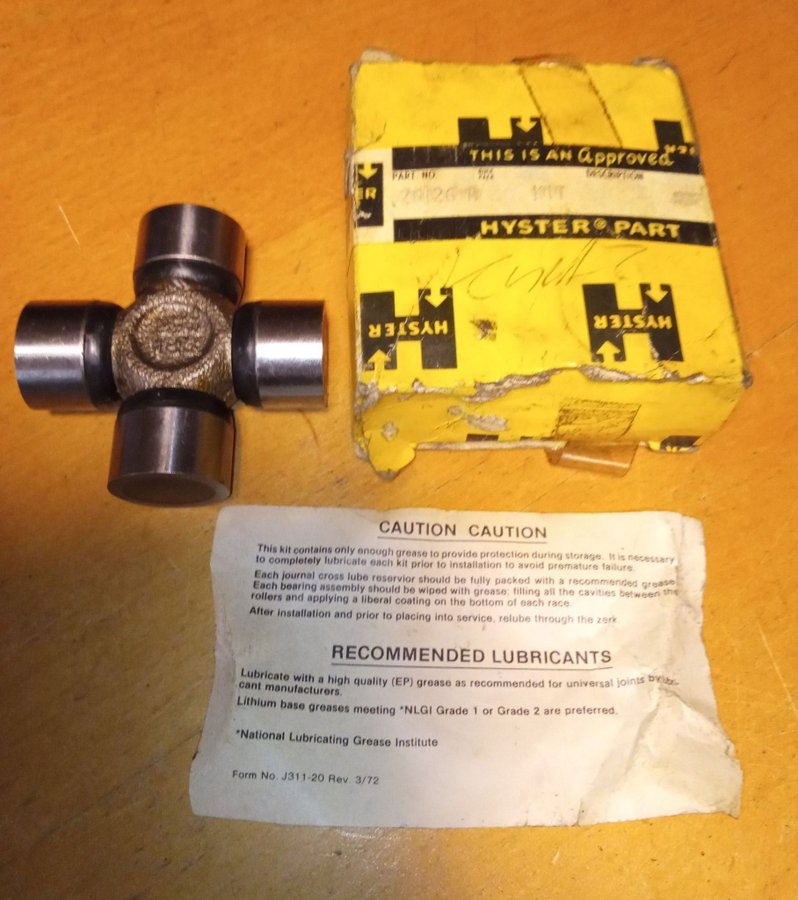 THIS IS AN Approved
PART NO. DESCRIPTION
HYSTER® PART
HYSTER
HYSTER
CAUTION CAUTION
This kit contains only enough grease to provide protection during storage. It is necessary
to completely lubricate each kit prior to installation to avoid premature failure.
Each journal cross lube reservior should be fully packed with a recommended grease.
Each bearing assembly should be wiped with grease; filling all the cavities between the
rollers and applying a liberal coating on the bottom of each race.
After installation and prior to placing into service, relube through the zerk.
RECOMMENDED LUBRICANTS
Lubricate with a high quality (EP) grease as recommended for universal joints by lubri-
cant manufacturers.
Lithium base greases meeting *NLGI Grade 1 or Grade 2 are preferred.
*National Lubricating Grease Institute
Form No. J311-20 Rev. 3/72